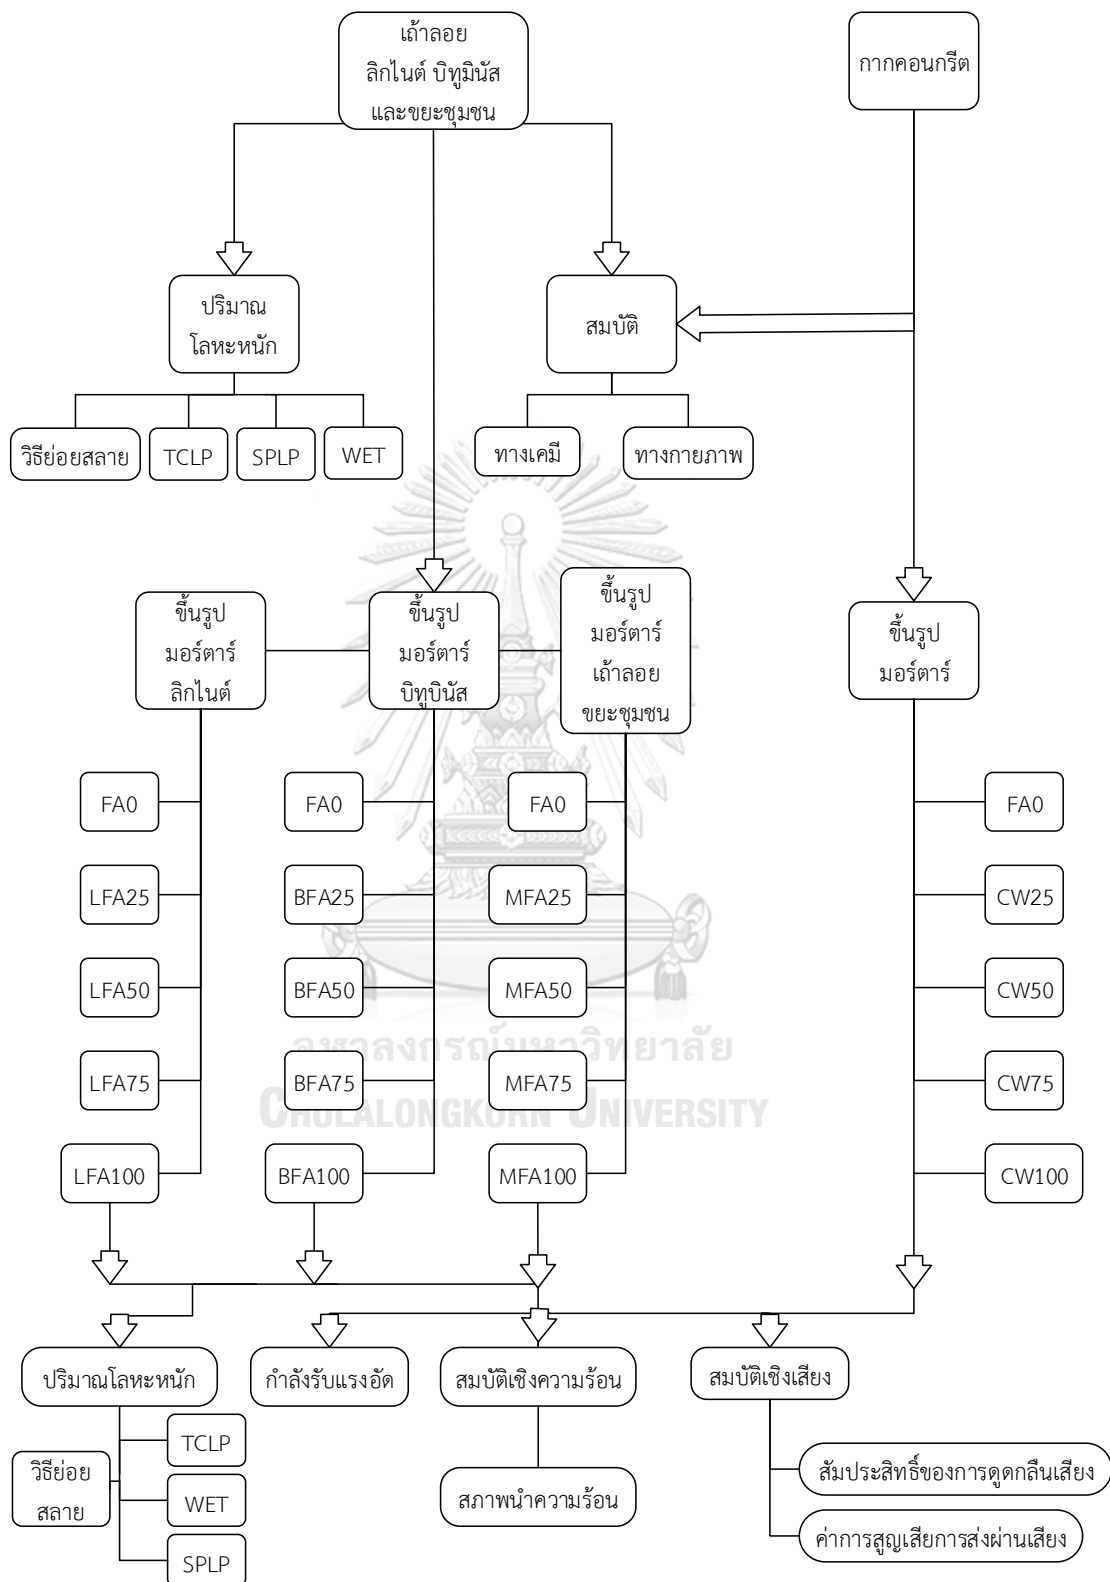 เถ้าลอย
ลิกไนต์ บิทูมินัส
และขยะชุมชน
กากคอนกรีต
ปริมาณ
โลหะหนัก
สมบัติ
วิธีย่อยสลาย
TCLP
SPLP
WET
ทางเคมี
ทางกายภาพ
ขึ้นรูป
มอร์ตาร์
ลิกไนต์
ขึ้นรูป
มอร์ตาร์
บิทูบินัส
ขึ้นรูป
มอร์ตาร์
เถ้าลอย
ขยะชุมชน
ขึ้นรูป
มอร์ตาร์
FA0
FA0
FA0
FA0
LFA25
BFA25
MFA25
CW25
LFA50
BFA50
MFA50
CW50
จุฬาลงกรณ์มหาวิทยาลัย
LFA75
BFA75
MFA75
CW75
CHULALONGKORN UNIVERSITY
LFA100
BFA100
MFA100
CW100
ปริมาณโลหะหนัก
กำลังรับแรงอัด
สมบัติเชิงความร้อน
สมบัติเชิงเสียง
TCLP
วิธีย่อย
สลาย
WET
SPLP
สภาพนำความร้อน
สัมประสิทธิ์ของการดูดกลืนเสียง
ค่าการสูญเสียการส่งผ่านเสียง